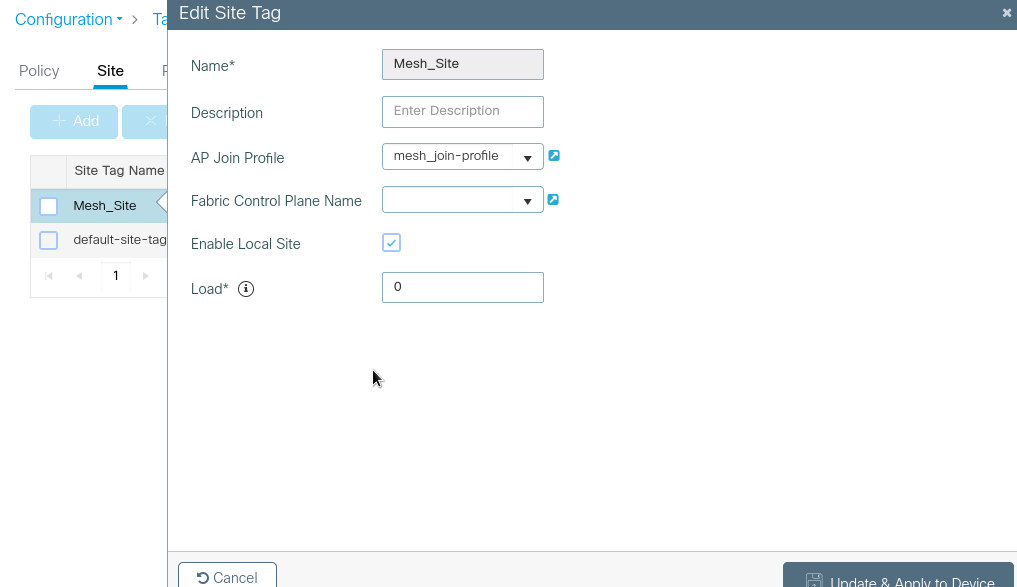 Configuration > Ta
Edit Site Tag
Policy Site
Add
Site Tag Name
Mesh_Site
default-site-tag
1
Name* Mesh_Site
Description Enter Description
AP Join Profile mesh_join-profile
Fabric Control Plane Name
Enable Local Site
Load* 0
Cancel
Update & Apply to Device